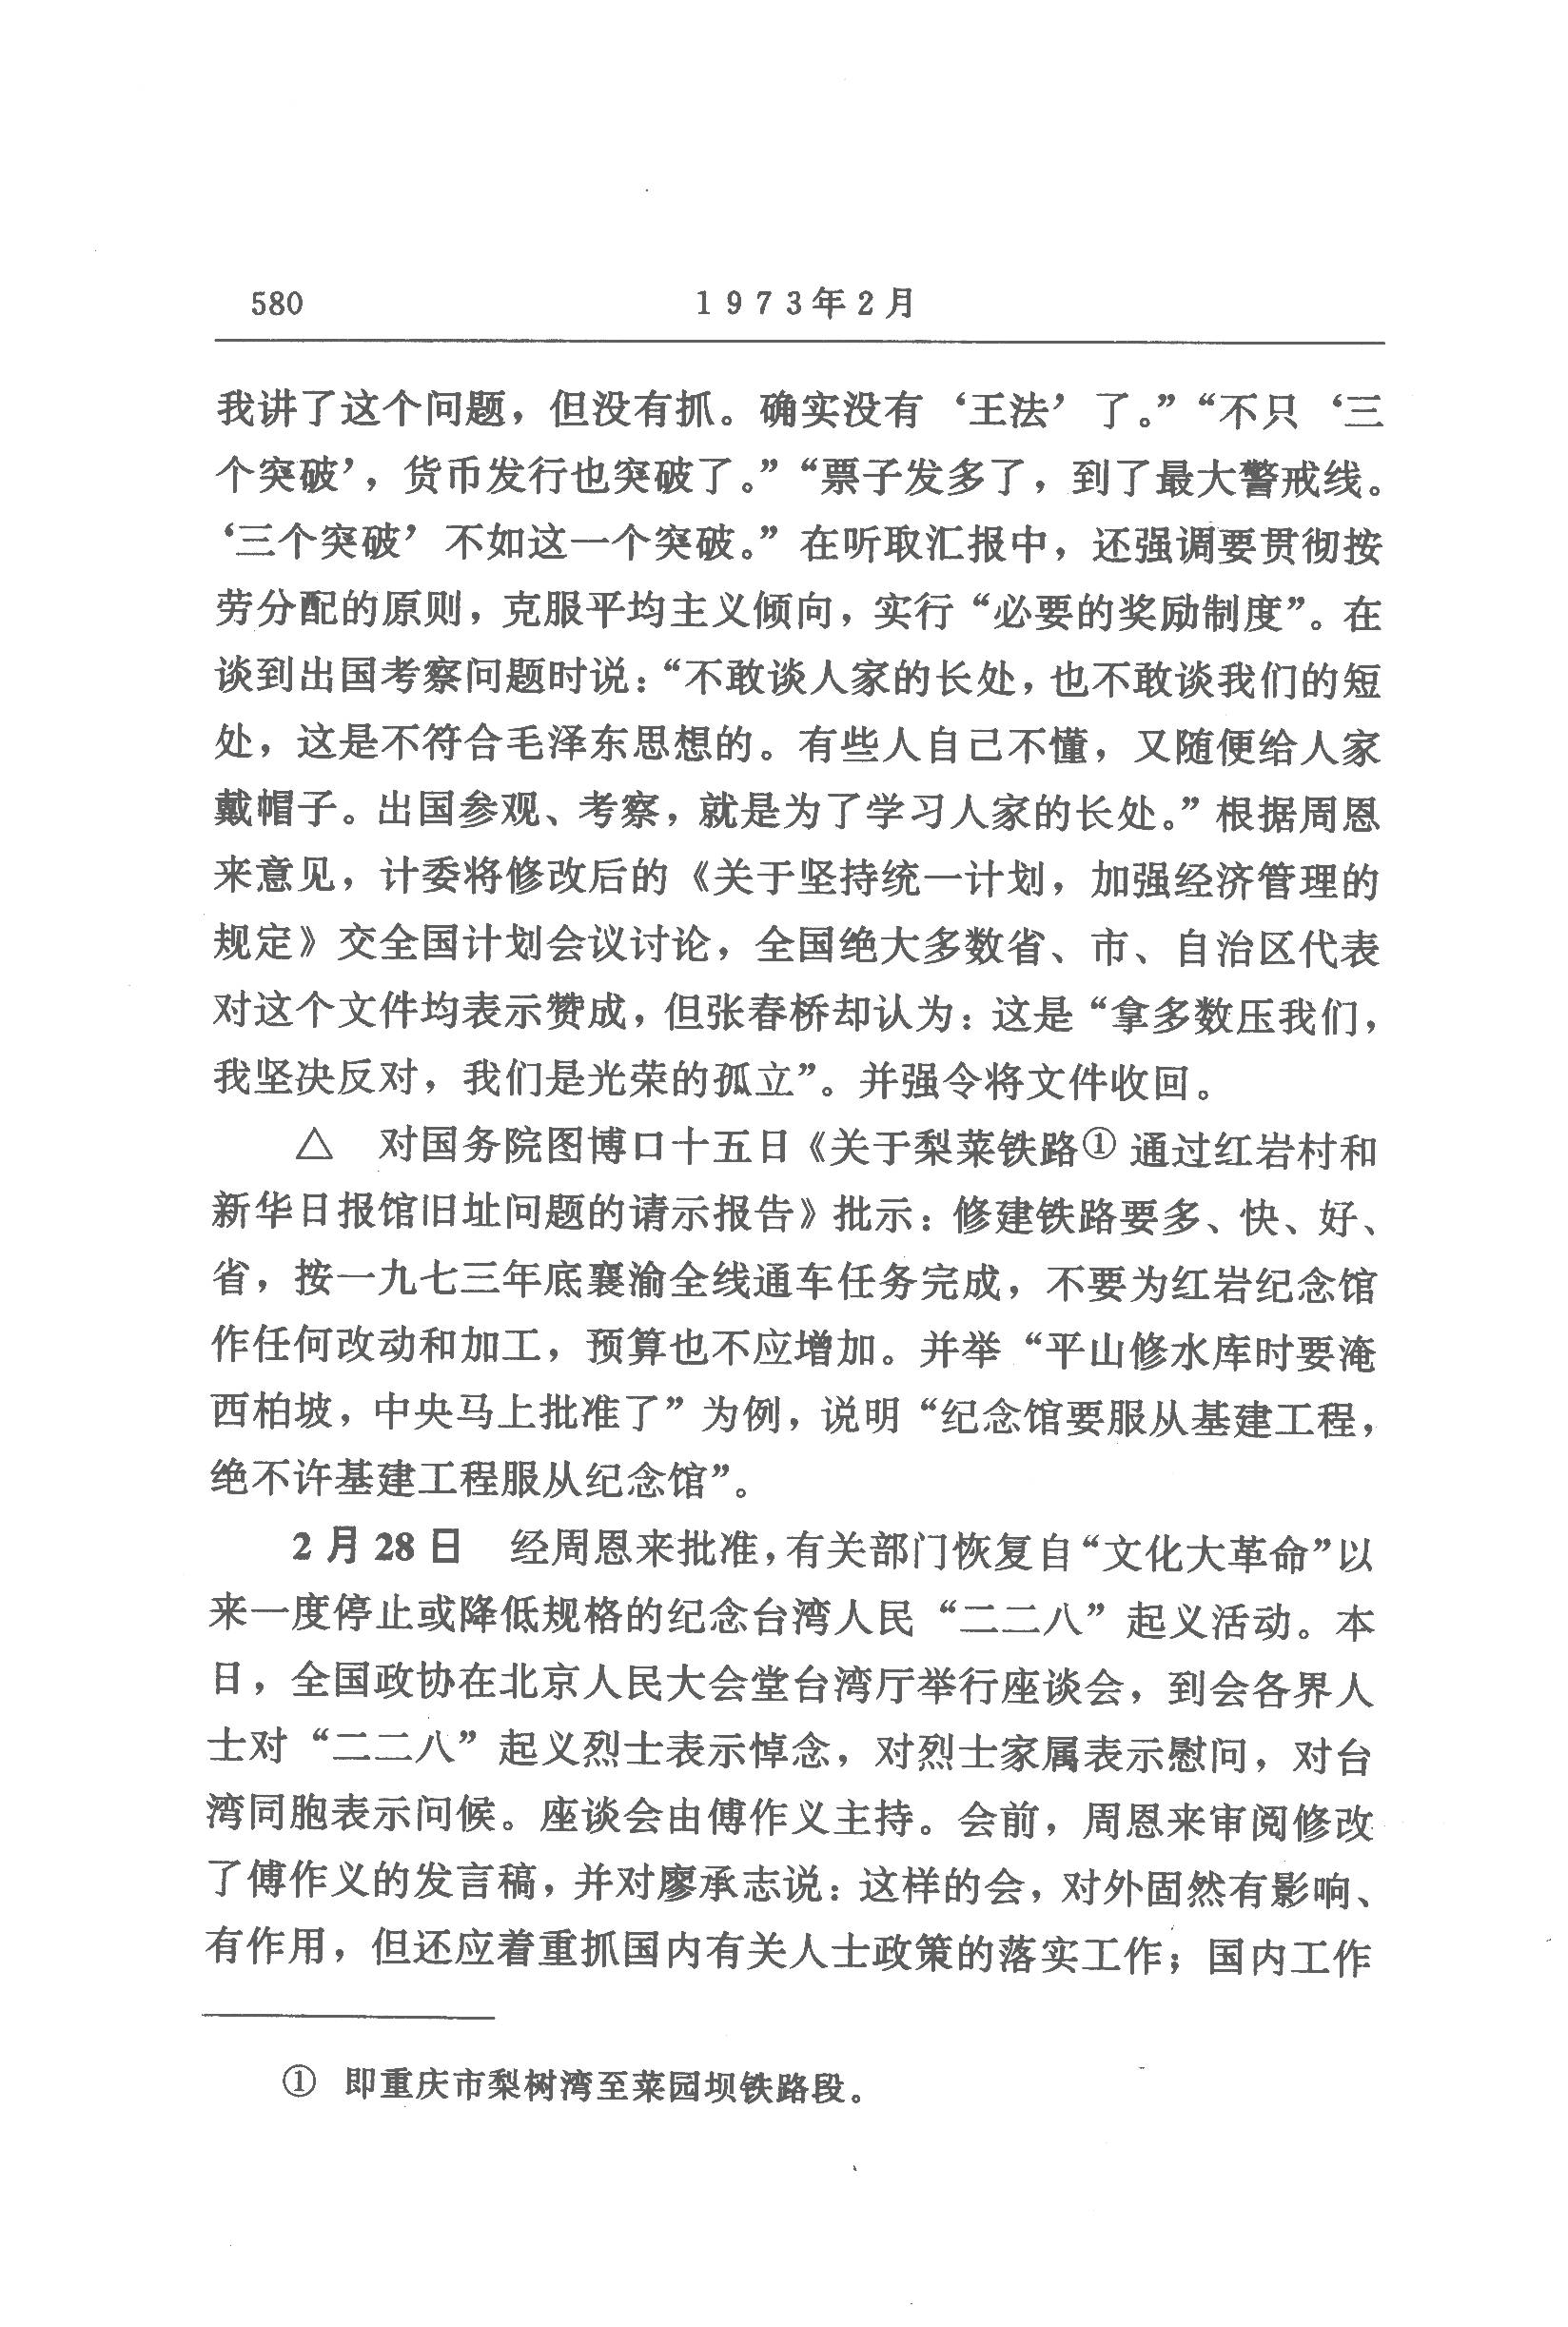 580
1973年2月
我讲了这个问题，但没有抓。确实没有‘王法’了。”“不只‘三
个突破’，货币发行也突破了。”“票子发多了，到了最大警戒线。
‘三个突破’不如这一个突破。”在听取汇报中，还强调要贯彻按
劳分配的原则，克服平均主义倾向，实行“必要的奖励制度”。在
谈到出国考察问题时说：“不敢谈人家的长处，也不敢谈我们的短
处，这是不符合毛泽东思想的。有些人自己不懂，又随便给人家
戴帽子。出国参观、考察，就是为了学习人家的长处。”根据周恩
来意见，计委将修改后的《关于坚持统一计划，加强经济管理的
规定》交全国计划会议讨论，全国绝大多数省、市、自治区代表
对这个文件均表示赞成，但张春桥却认为：这是“拿多数压我们，
我坚决反对，我们是光荣的孤立”。并强令将文件收回。
△　对国务院图博口十五日《关于梨菜铁路①通过红岩村和
新华日报馆旧址问题的请示报告》批示：修建铁路要多、快、好、
省，按一九七三年底襄渝全线通车任务完成，不要为红岩纪念馆
作任何改动和加工，预算也不应增加。并举“平山修水库时要淹
西柏坡，中央马上批准了”为例，说明“纪念馆要服从基建工程，
绝不许基建工程服从纪念馆”。
2月28日　经周恩来批准，有关部门恢复自“文化大革命”以
来一度停止或降低规格的纪念台湾人民“二二八”起义活动。本
日，全国政协在北京人民大会堂台湾厅举行座谈会，到会各界人
士对“二二八”起义烈士表示悼念，对烈士家属表示慰问，对台
湾同胞表示问候。座谈会由傅作义主持。会前，周恩来审阅修改
了傅作义的发言稿，并对廖承志说：这样的会，对外固然有影响、
有作用，但还应着重抓国内有关人士政策的落实工作；国内工作
①　即重庆市梨树湾至菜园坝铁路段。